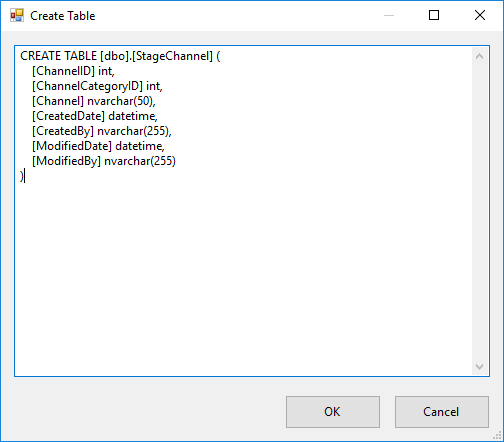 Create Table
CREATE TABLE [dbo].[StageChannel] (
[ChannelID] int,
[ChannelCategoryID] int,
[Channel] nvarchar(50),
[CreatedDate] datetime,
[CreatedBy] nvarchar(255),
[ModifiedDate] datetime,
[ModifiedBy] nvarchar(255)
)
OK
Cancel